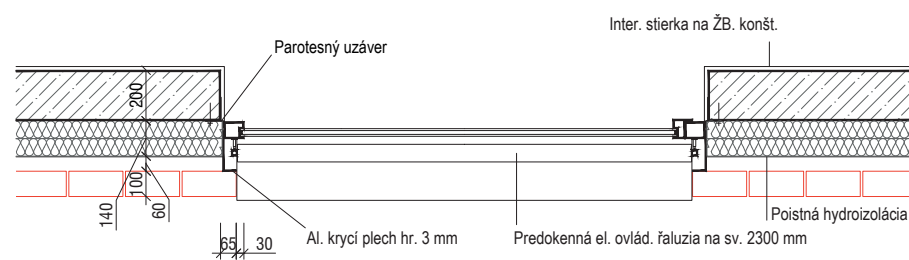 Inter. stierka na ŽB. konšt.
Parotesný uzáver
200
100
140
60
Poistná hydroizolácia
Al. krycí plech hr. 3 mm
Predokenná el. ovlád. řaluzia na sv. 2300 mm
65
30